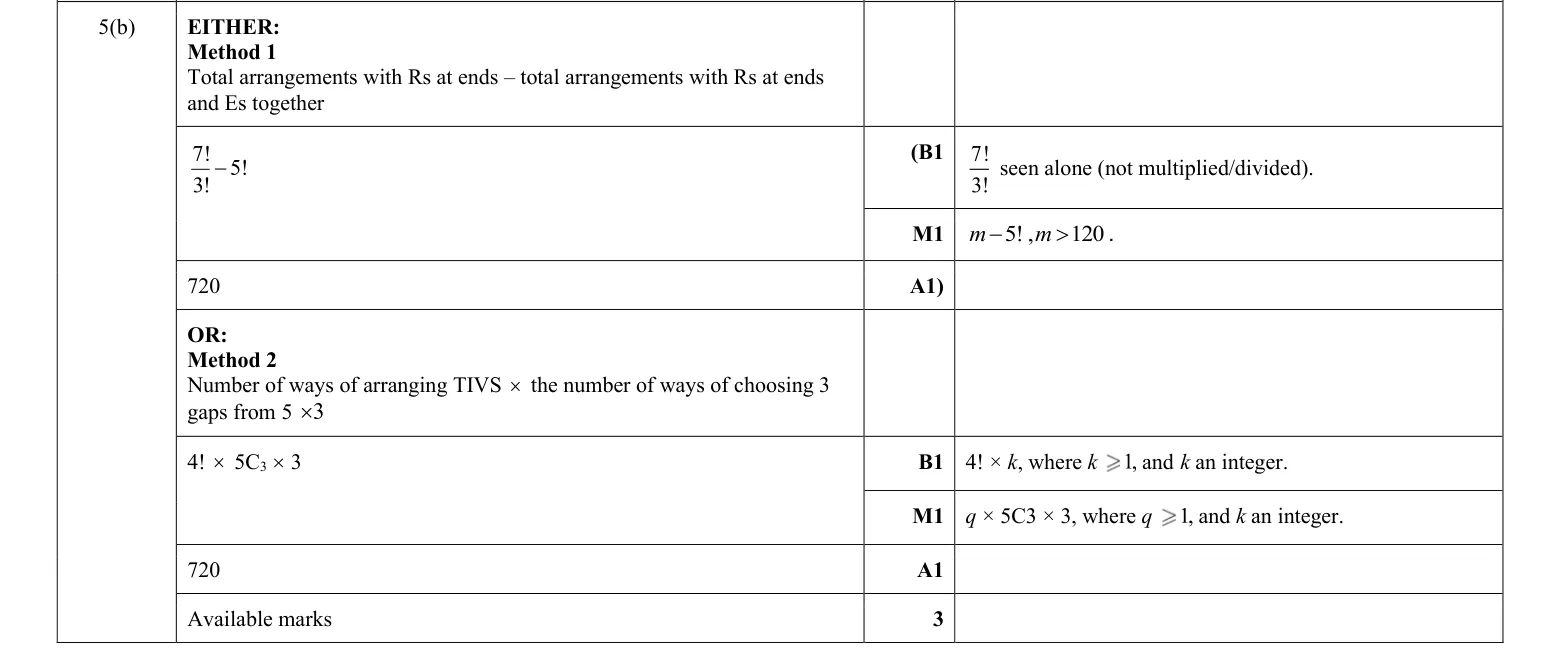 5(b)
EITHER:
Method 1
Total arrangements with Rs at ends – total arrangements with Rs at ends
and Es together
7!/3! − 5!
(B1
7!/3! seen alone (not multiplied/divided).
M1
m − 5! , m > 120 .
720
A1)
OR:
Method 2
Number of ways of arranging TIVS × the number of ways of choosing 3
gaps from 5 ×3
4! × 5C₃ × 3
B1
4! × k, where k ⩾ 1, and k an integer.
M1
q × 5C3 × 3, where q ⩾ 1, and k an integer.
720
A1
Available marks
3